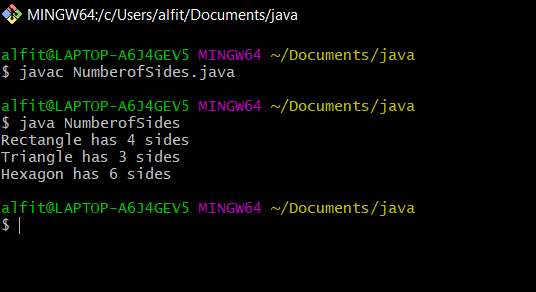 MINGW64:/c/Users/alfit/Documents/java
alfit@LAPTOP-A6J4GEV5 MINGW64 ~/Documents/java
$ javac NumberofSides.java
alfit@LAPTOP-A6J4GEV5 MINGW64 ~/Documents/java
$ java NumberofSides
Rectangle has 4 sides
Triangle has 3 sides
Hexagon has 6 sides
alfit@LAPTOP-A6J4GEV5 MINGW64 ~/Documents/java
$